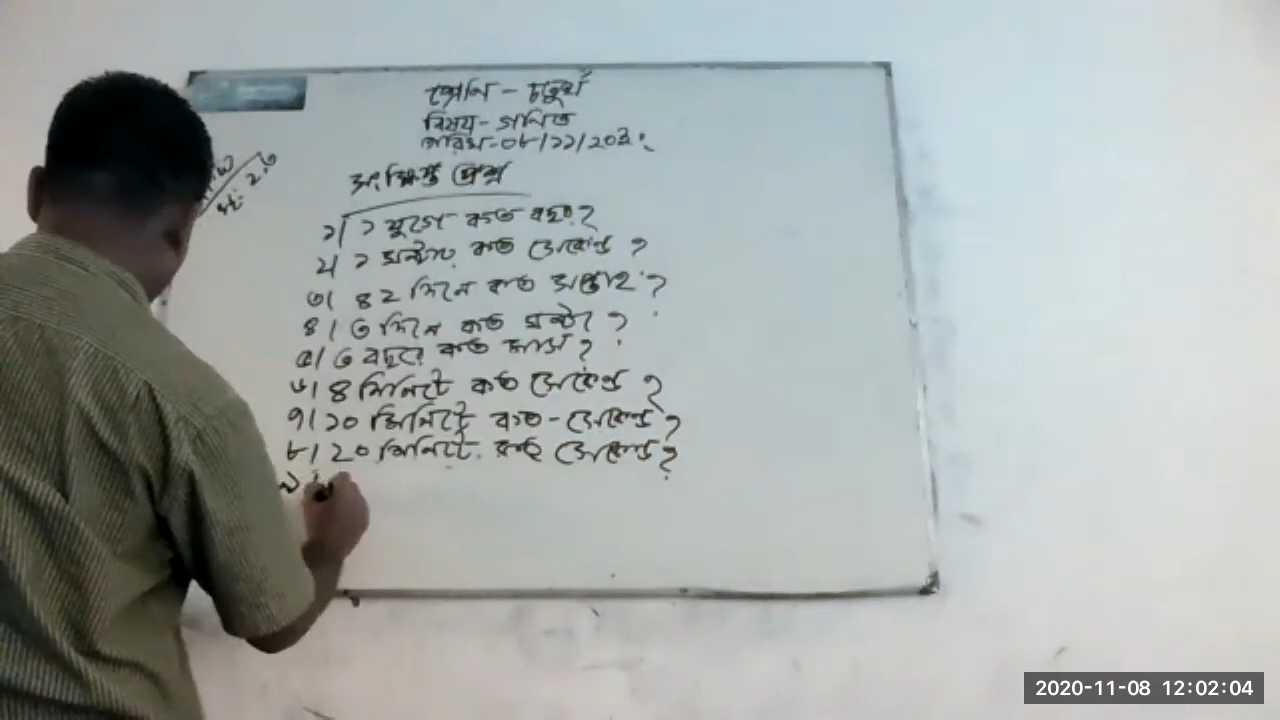 শ্রেণি - চতুর্থ
বিষয় - গণিত
তারিখ - ০৮/১১/২০
সংক্ষিপ্ত প্রশ্ন
১। ১ যুগে কত বছর?
২। ১ ঘন্টায় কত সেকেন্ড?
৩। ৪২ দিনে কত সপ্তাহ?
৪। ৩ দিনে কত ঘন্টা?
৫। ৩ বছরে কত মাস?
৬। ৪ মিনিটে কত সেকেন্ড?
৭। ১০ মিনিটে কত - সেকেন্ড?
৮। ২০ মিনিটে কত সেকেন্ড?
৯
2020-11-08 12:02:04